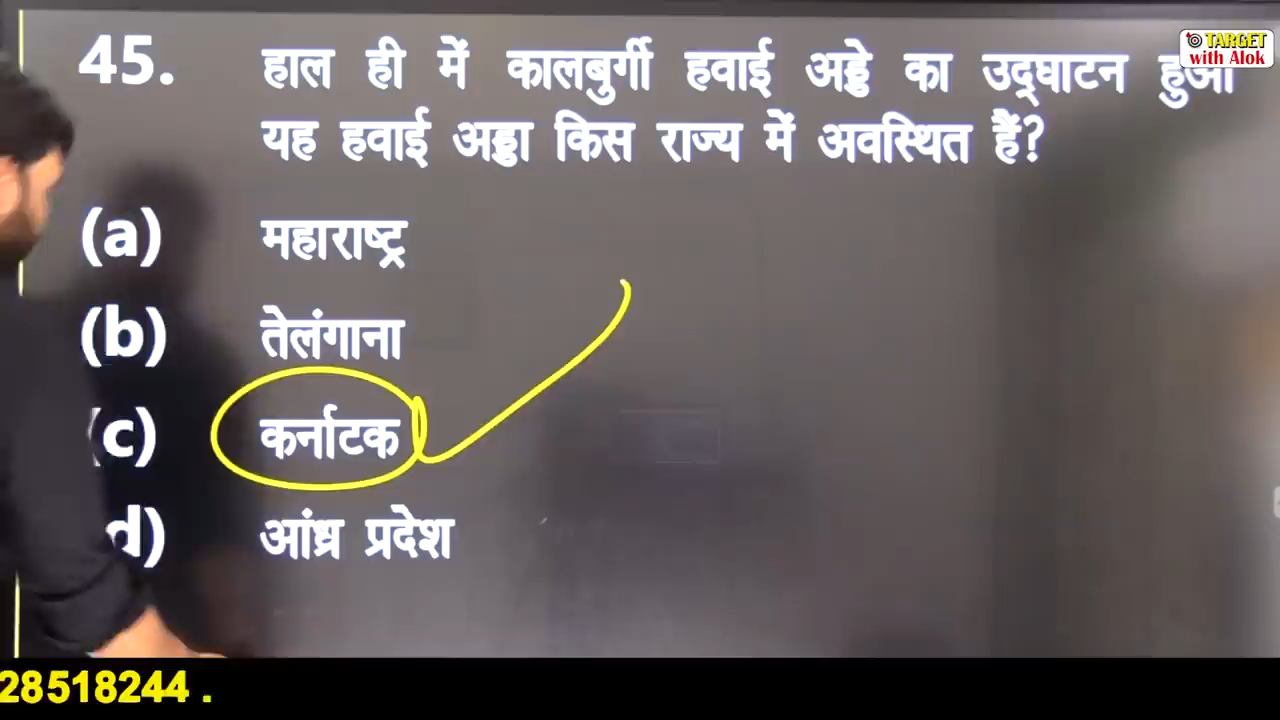 TARGET
with Alok
45. हाल ही में कालबुर्गी हवाई अड्डे का उद्घाटन हुआ
यह हवाई अड्डा किस राज्य में अवस्थित हैं?
(a) महाराष्ट्र
(b) तेलंगाना
(c) कर्नाटक
d) आंध्र प्रदेश
28518244 .